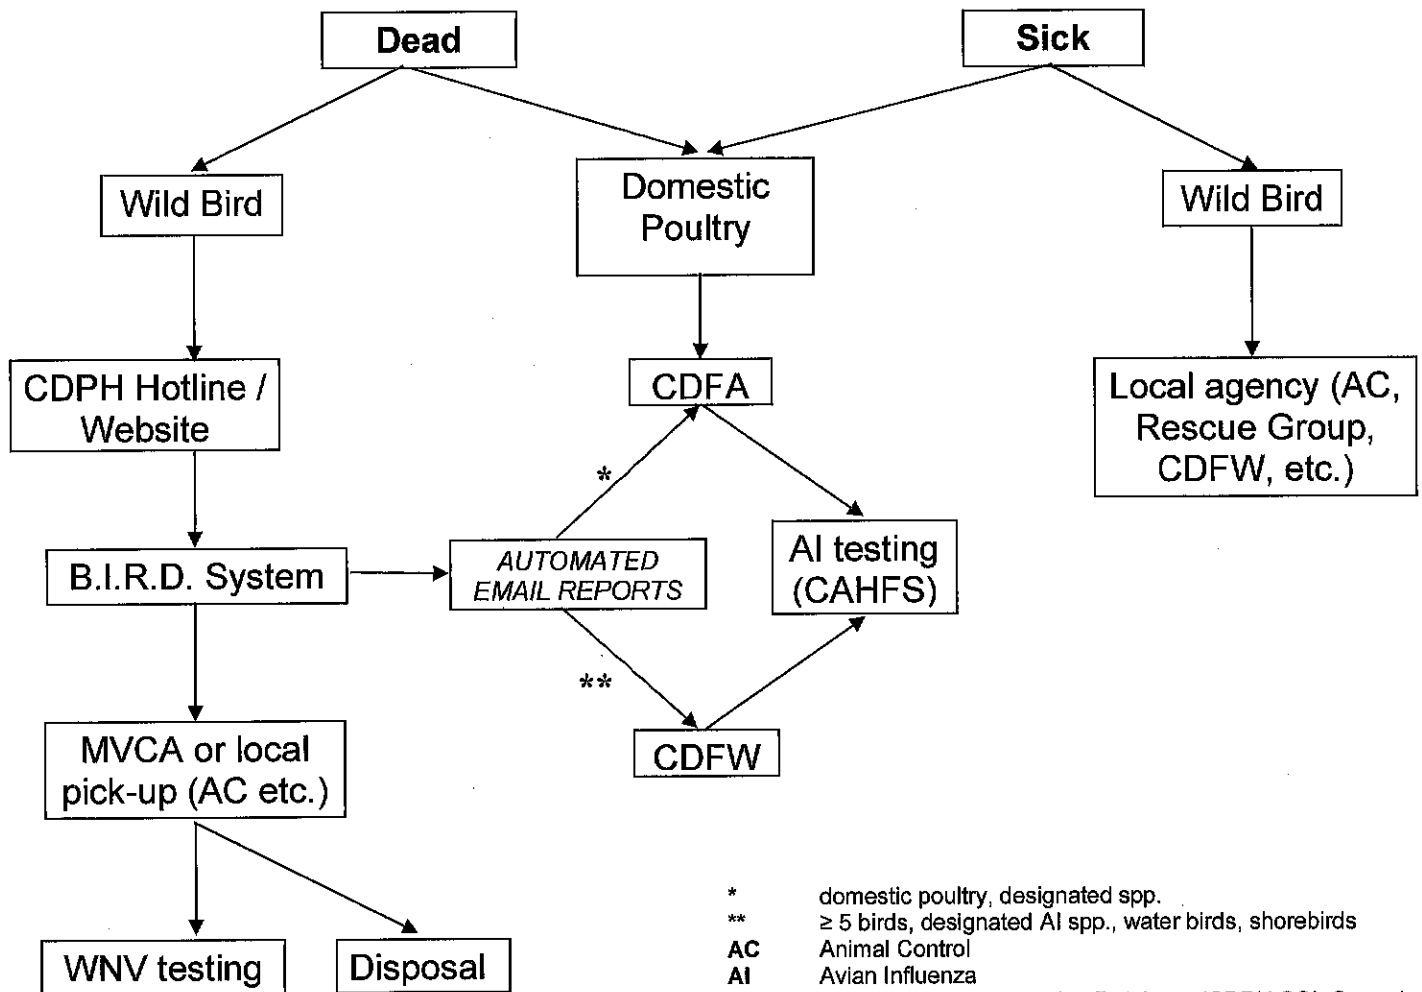 Dead
Sick
Wild Bird
Domestic
Poultry
Wild Bird
CDPH Hotline /
Website
CDFA
Local agency (AC,
Rescue Group,
CDFW, etc.)
*
B.I.R.D. System
AUTOMATED
EMAIL REPORTS
AI testing
(CAHFS)
**
MVCA or local
pick-up (AC etc.)
CDFW
WNV testing
Disposal
* domestic poultry, designated spp.
** ≥ 5 birds, designated AI spp., water birds, shorebirds
AC Animal Control
AI Avian Influenza